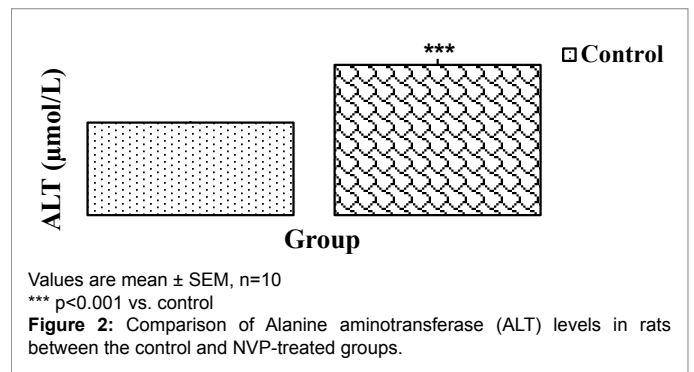 ***
Control
ALT (µmol/L)
Group
Values are mean ± SEM, n=10
*** p<0.001 vs. control
Figure 2: Comparison of Alanine aminotransferase (ALT) levels in rats
between the control and NVP-treated groups.